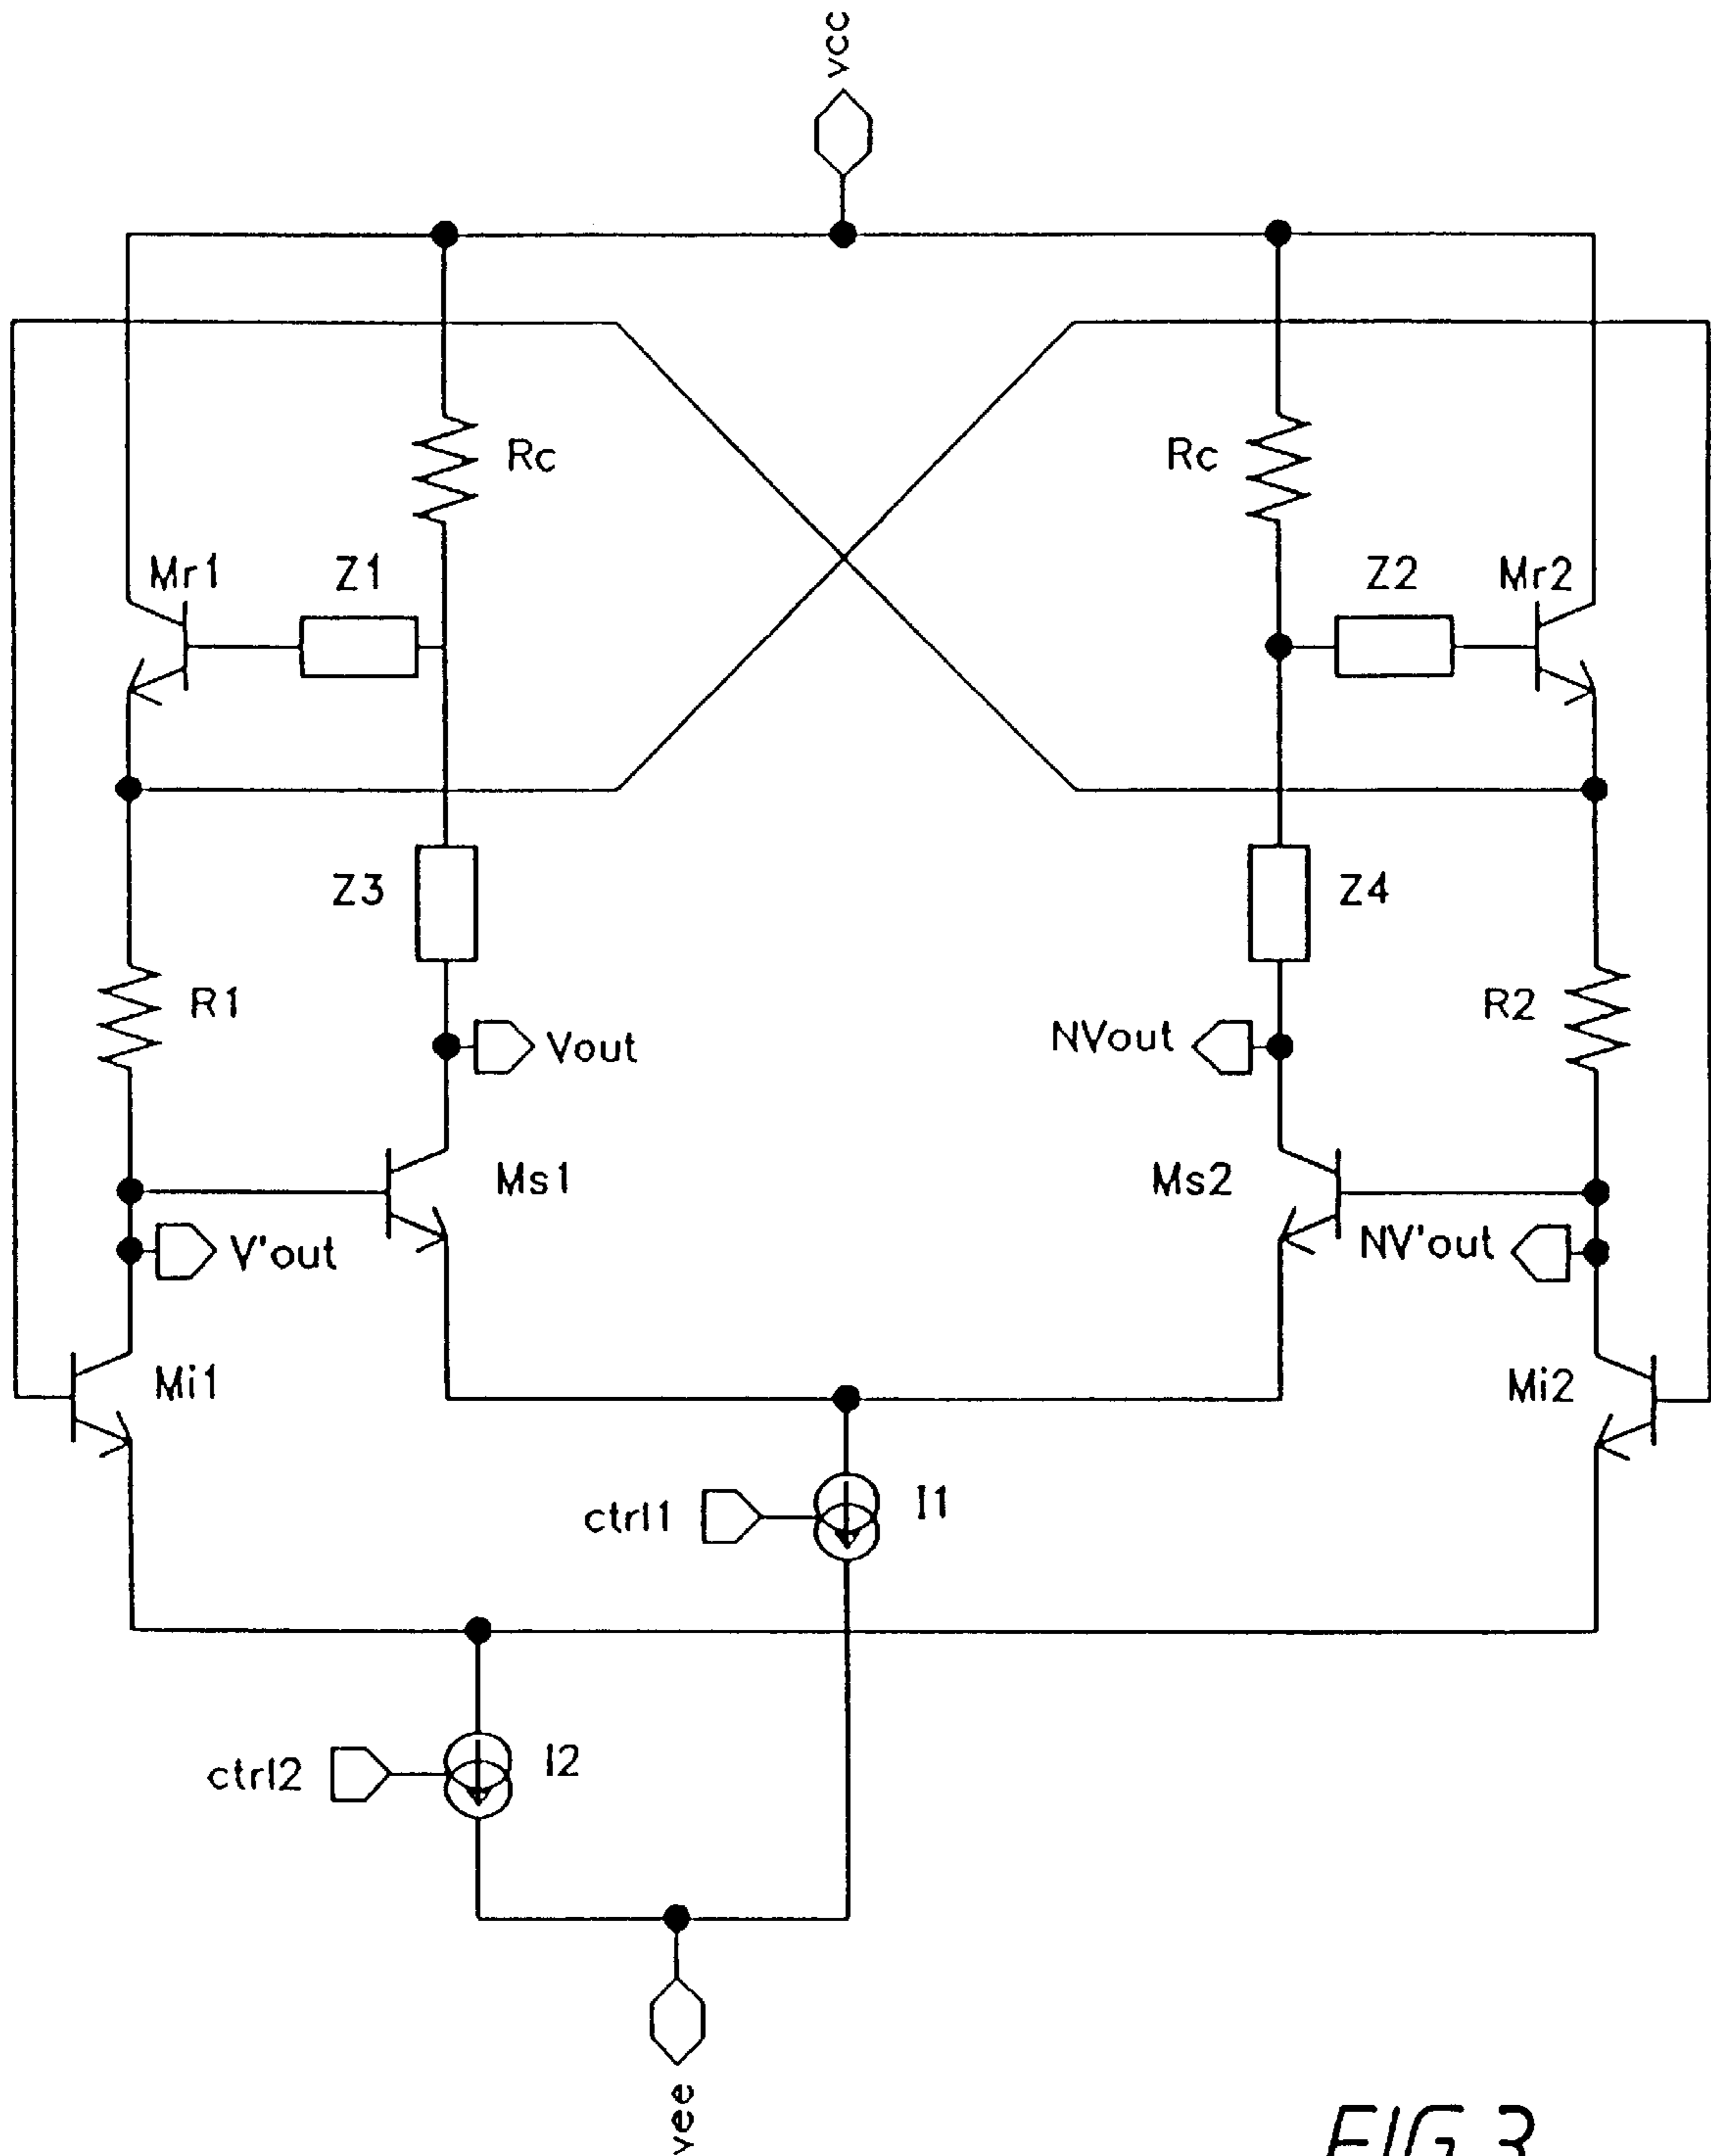 vcc
Rc
Rc
Mr1
Z1
Z2
Mr2
Z3
Z4
R1
R2
Vout
NVout
Ms1
Ms2
V'out
NV'out
Mi1
Mi2
ctrl1
I1
ctrl2
I2
vee
FIG.3